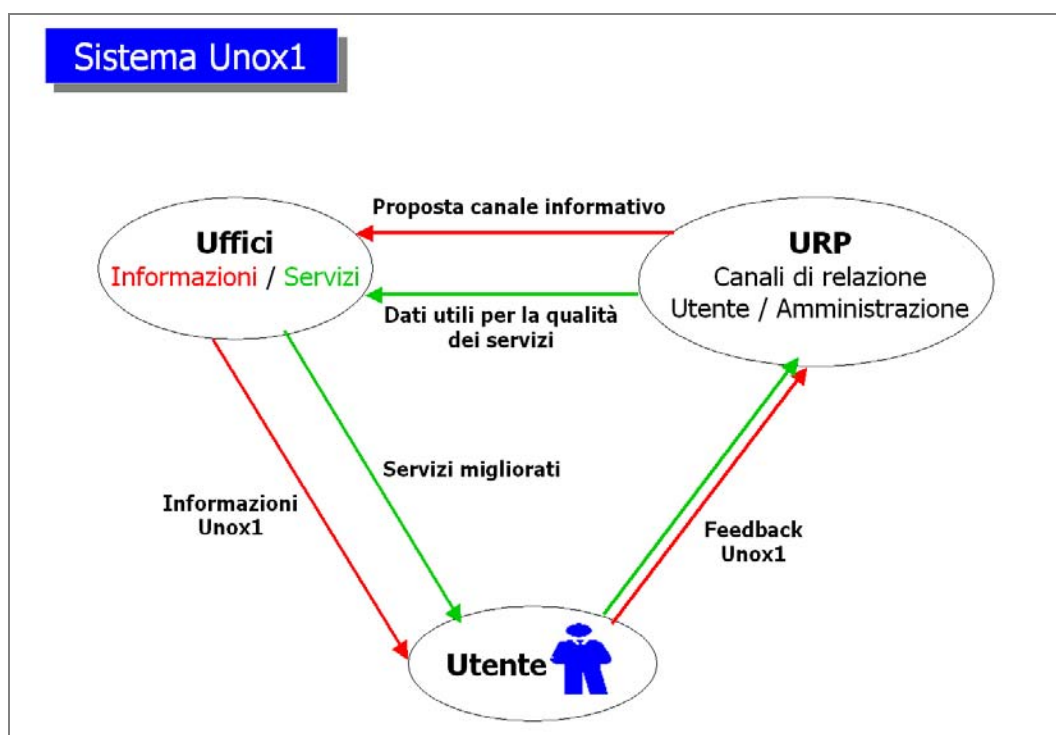 Sistema Unox1
Proposta canale informativo
Uffici
Informazioni / Servizi
URP
Canali di relazione
Utente / Amministrazione
Dati utili per la qualità
dei servizi
Servizi migliorati
Informazioni
Unox1
Feedback
Unox1
Utente